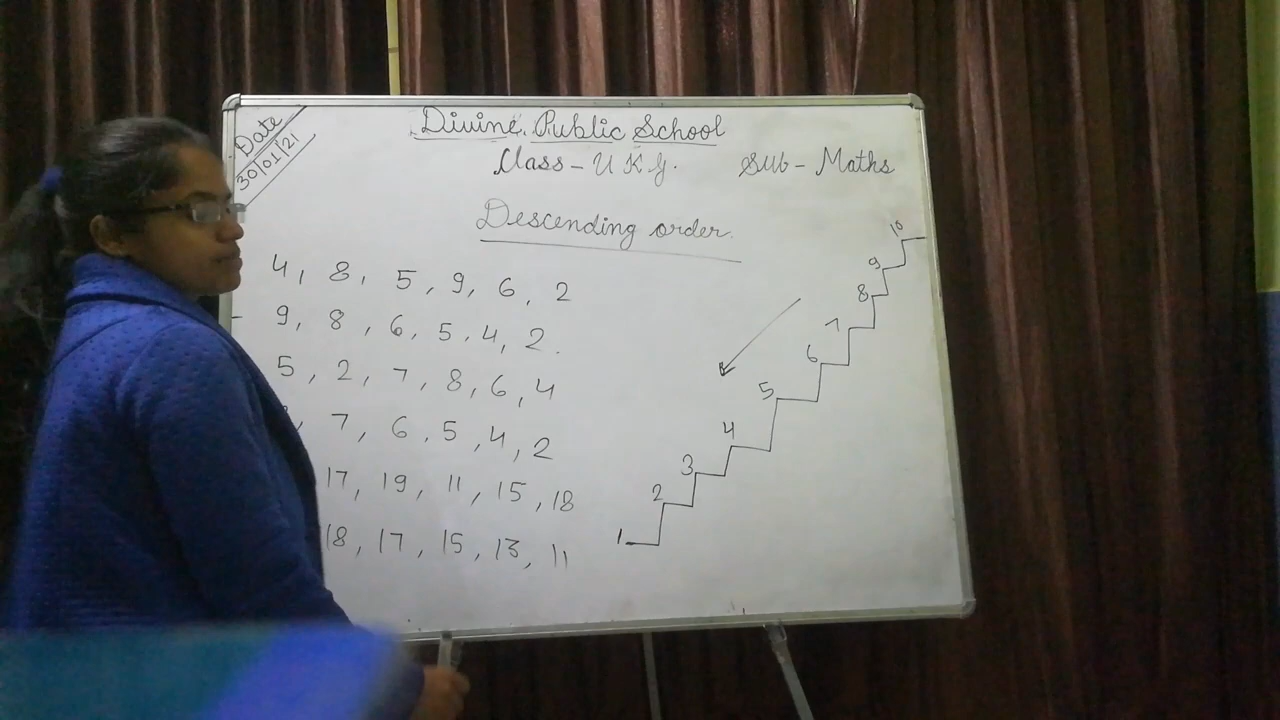 Date
30/01/21
Divine Public School
Class - U K G. Sub - Maths
Descending order.
4, 8, 5, 9, 6, 2
9, 8, 6, 5, 4, 2.
5, 2, 7, 8, 6, 4
, 7, 6, 5, 4, 2
17, 19, 11, 15, 18
18, 17, 15, 13, 11
10
9
8
7
6
5
4
3
2
1